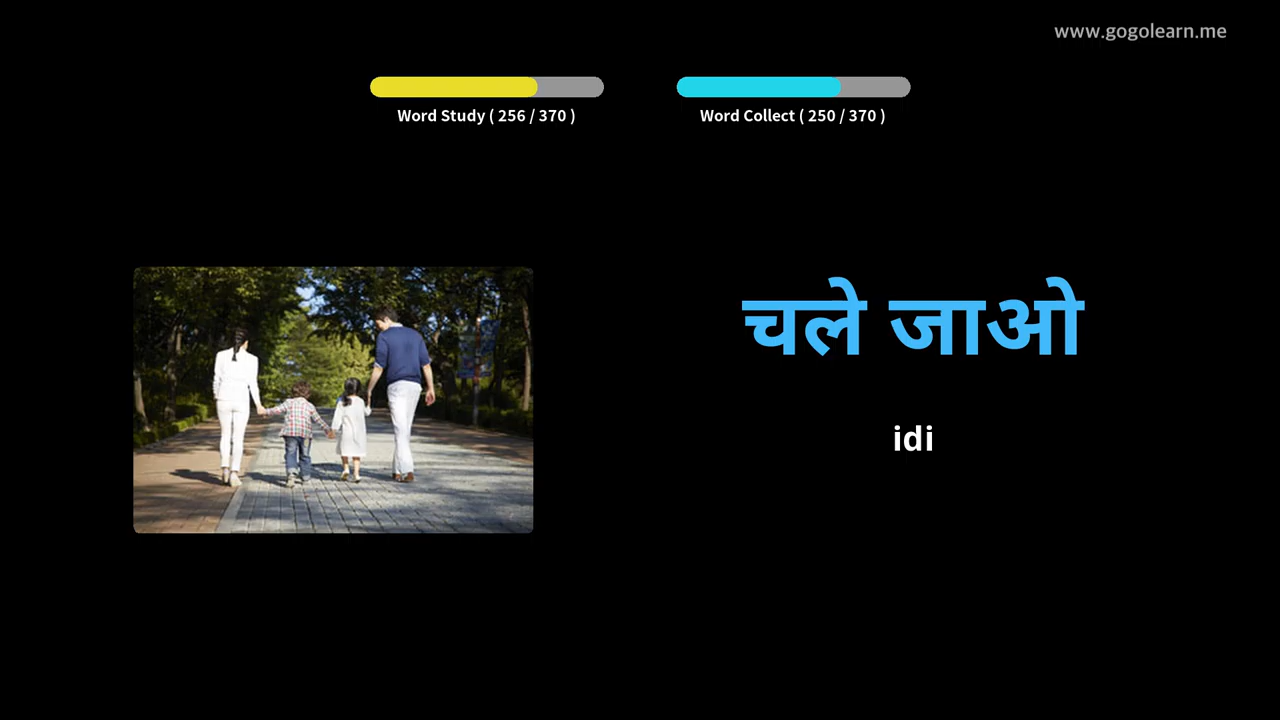 www.gogolearn.me
Word Study ( 256 / 370 )
Word Collect ( 250 / 370 )
चले जाओ
idi